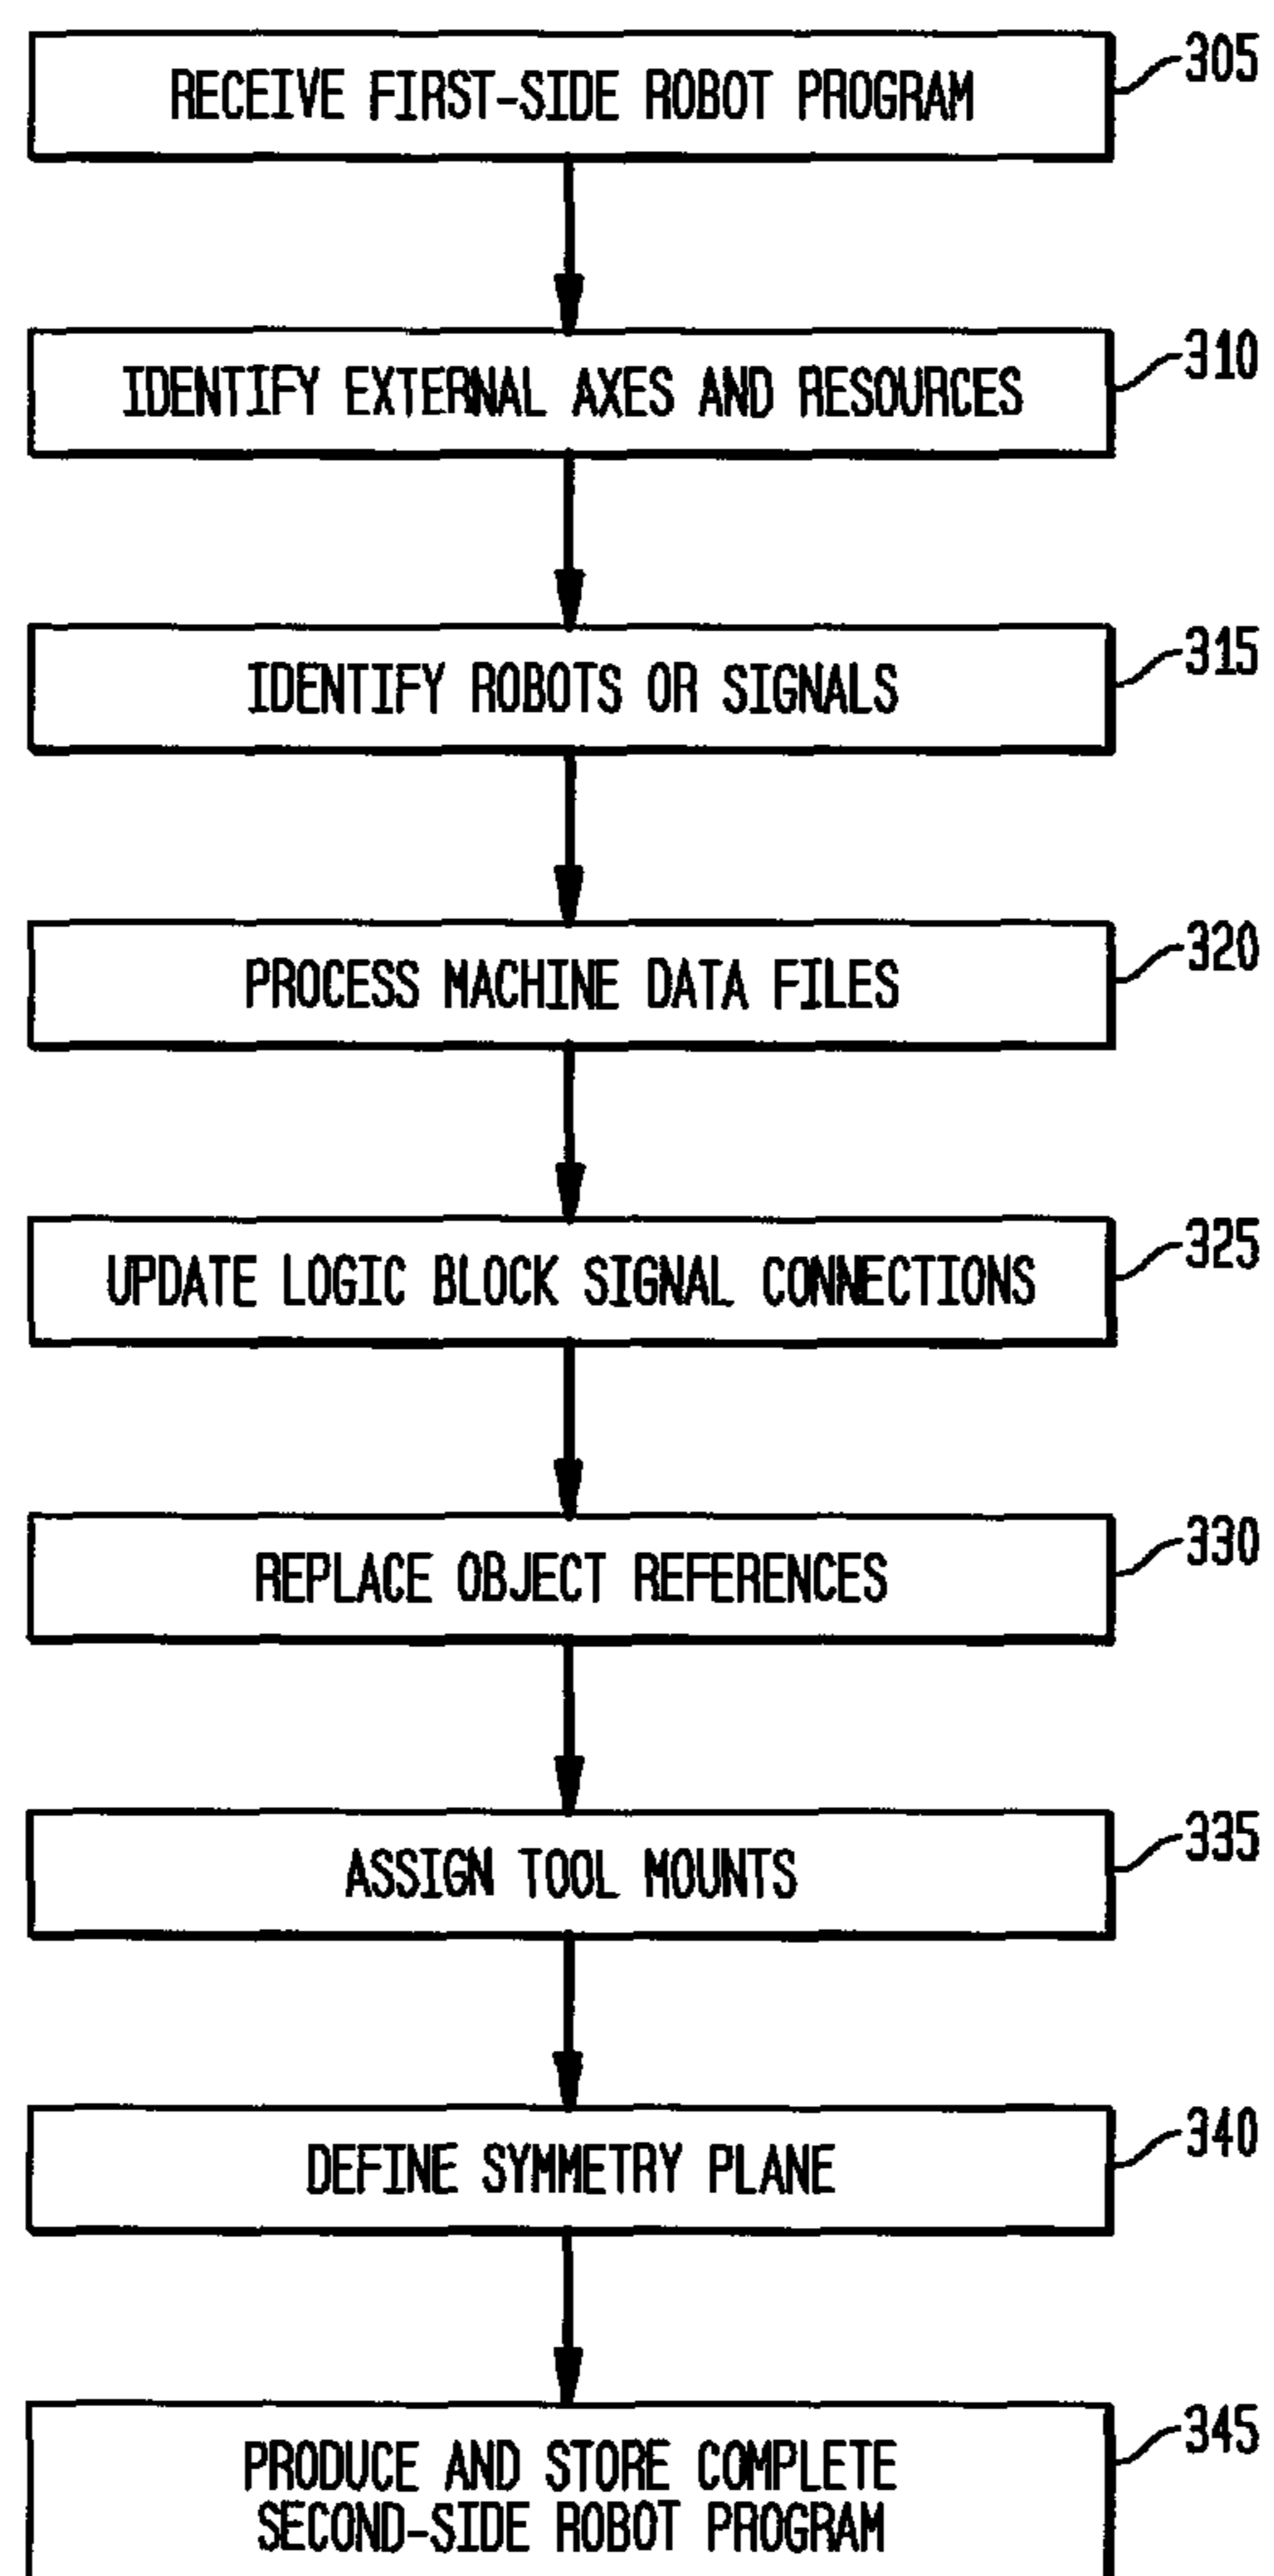 RECEIVE FIRST-SIDE ROBOT PROGRAM
305
IDENTIFY EXTERNAL AXES AND RESOURCES
310
IDENTIFY ROBOTS OR SIGNALS
315
PROCESS MACHINE DATA FILES
320
UPDATE LOGIC BLOCK SIGNAL CONNECTIONS
325
REPLACE OBJECT REFERENCES
330
ASSIGN TOOL MOUNTS
335
DEFINE SYMMETRY PLANE
340
PRODUCE AND STORE COMPLETE
SECOND-SIDE ROBOT PROGRAM
345